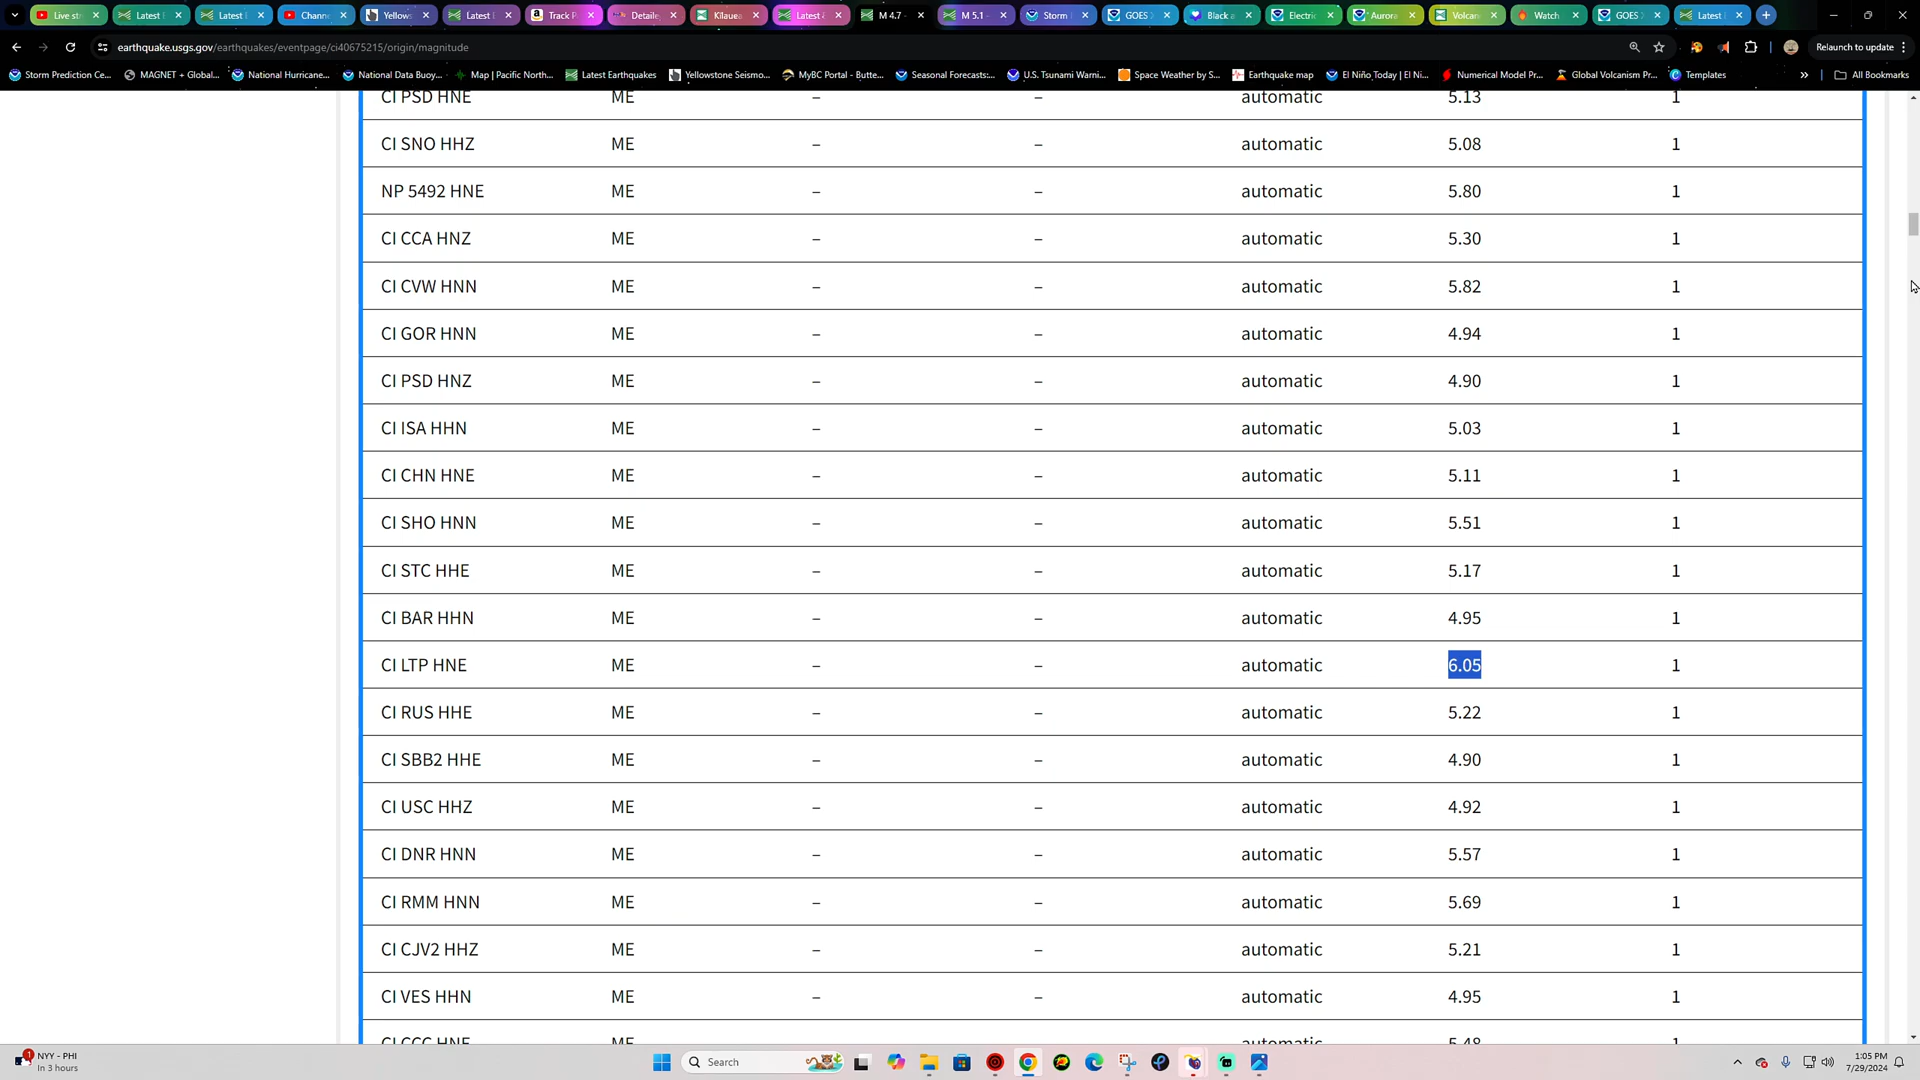 Live st
Latest E
Latest E
Chann
Yellows
Latest E
Track P
Detaile
Kilauea
Latest
M 4.7 -
M 5.1 -
Storm
GOES
Black a
Electric
Aurora
Volcan
Watch
GOES
Latest
earthquake.usgs.gov/earthquakes/eventpage/ci40675215/origin/magnitude
Relaunch to update
Storm Prediction Ce...
MAGNET + Global...
National Hurricane...
National Data Buoy...
Map | Pacific North...
Latest Earthquakes
Yellowstone Seismo...
MyBC Portal - Butte...
Seasonal Forecasts:...
U.S. Tsunami Warni...
Space Weather by S...
Earthquake map
El Niño Today | El Ni...
Numerical Model Pr...
Global Volcanism Pr...
Templates
All Bookmarks
CI PSD HNE ME – – automatic 5.13 1
CI SNO HHZ ME – – automatic 5.08 1
NP 5492 HNE ME – – automatic 5.80 1
CI CCA HNZ ME – – automatic 5.30 1
CI CVW HNN ME – – automatic 5.82 1
CI GOR HNN ME – – automatic 4.94 1
CI PSD HNZ ME – – automatic 4.90 1
CI ISA HHN ME – – automatic 5.03 1
CI CHN HNE ME – – automatic 5.11 1
CI SHO HNN ME – – automatic 5.51 1
CI STC HHE ME – – automatic 5.17 1
CI BAR HHN ME – – automatic 4.95 1
CI LTP HNE ME – – automatic 6.05 1
CI RUS HHE ME – – automatic 5.22 1
CI SBB2 HHE ME – – automatic 4.90 1
CI USC HHZ ME – – automatic 4.92 1
CI DNR HNN ME – – automatic 5.57 1
CI RMM HNN ME – – automatic 5.69 1
CI CJV2 HHZ ME – – automatic 5.21 1
CI VES HHN ME – – automatic 4.95 1
CI CCC HNE ME – – automatic 5.48 1
1
NYY - PHI
In 3 hours
Search
1:05 PM
7/29/2024